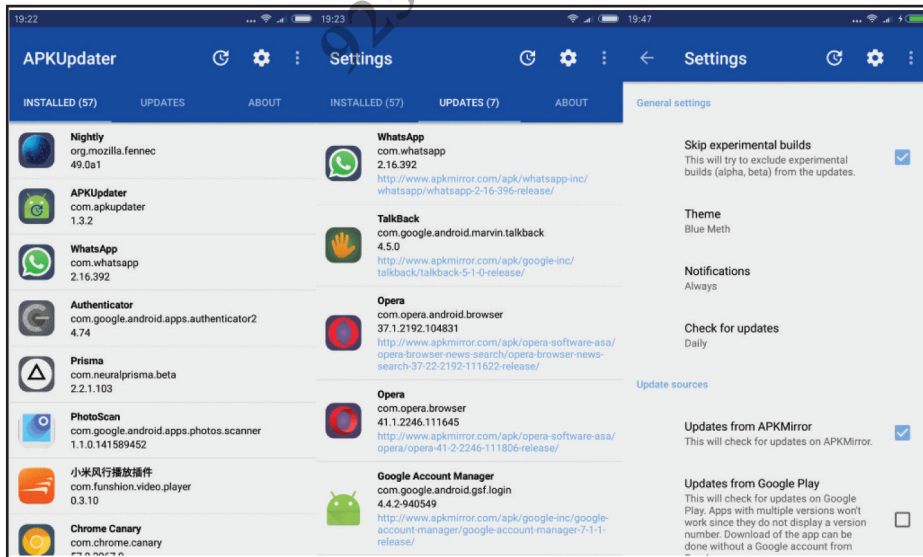 19:22
APKUpdater
INSTALLED (57) UPDATES ABOUT
Nightly
org.mozilla.fennec
49.0a1
APKUpdater
com.apkupdater
1.3.2
WhatsApp
com.whatsapp
2.16.392
Authenticator
com.google.android.apps.authenticator2
4.74
Prisma
com.neuralprisma.beta
2.2.1.103
PhotoScan
com.google.android.apps.photos.scanner
1.1.0.141589452
小米风行播放插件
com.funshion.video.player
0.3.10
Chrome Canary
com.chrome.canary
19:23
Settings
INSTALLED (57) UPDATES (7) ABOUT
WhatsApp
com.whatsapp
2.16.392
http://www.apkmirror.com/apk/whatsapp-inc/
whatsapp/whatsapp-2-16-396-release/
TalkBack
com.google.android.marvin.talkback
4.5.0
http://www.apkmirror.com/apk/google-inc/
talkback/talkback-5-1-0-release/
Opera
com.opera.android.browser
37.1.2192.104831
http://www.apkmirror.com/apk/opera-software-asa/
opera-browser-news-search/opera-browser-news-
search-37-22-2192-111622-release/
Opera
com.opera.browser
41.1.2246.111645
http://www.apkmirror.com/apk/opera-software-asa/
opera/opera-41-2-2246-111806-release/
Google Account Manager
com.google.android.gsf.login
4.4.2-940549
http://www.apkmirror.com/apk/google-inc/google-
account-manager/google-account-manager-7-1-1-
release/
19:47
Settings
General settings
Skip experimental builds
This will try to exclude experimental
builds (alpha, beta) from the updates.
Theme
Blue Meth
Notifications
Always
Check for updates
Daily
Update sources
Updates from APKMirror
This will check for updates on APKMirror.
Updates from Google Play
This will check for updates on Google
Play. Apps with multiple versions won't
work since they do not display a version
number. Download of the app can be
done without a Google account from